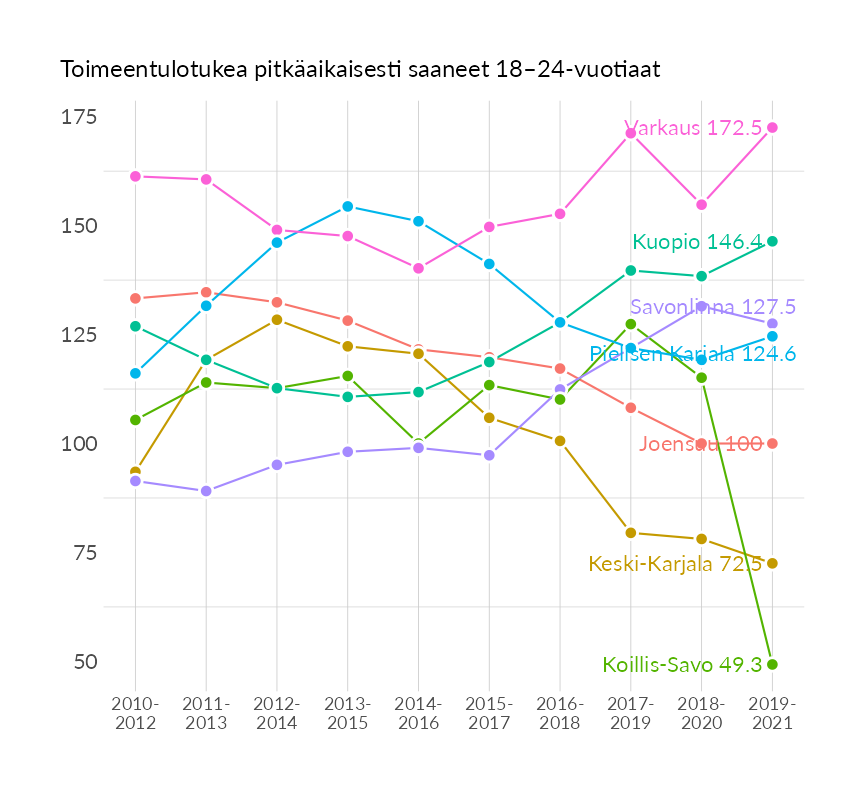 Toimeentulotukea pitkäaikaisesti saaneet 18–24-vuotiaat
175
Varkaus 172.5
150
Kuopio 146.4
Savonlinna 127.5
125
Pielisen Karjala 124.6
100
Joensuu 100
75
Keski-Karjala 72.5
50
Koillis-Savo 49.3
2010- 2011- 2012- 2013- 2014- 2015- 2016- 2017- 2018- 2019-
2012 2013 2014 2015 2016 2017 2018 2019 2020 2021